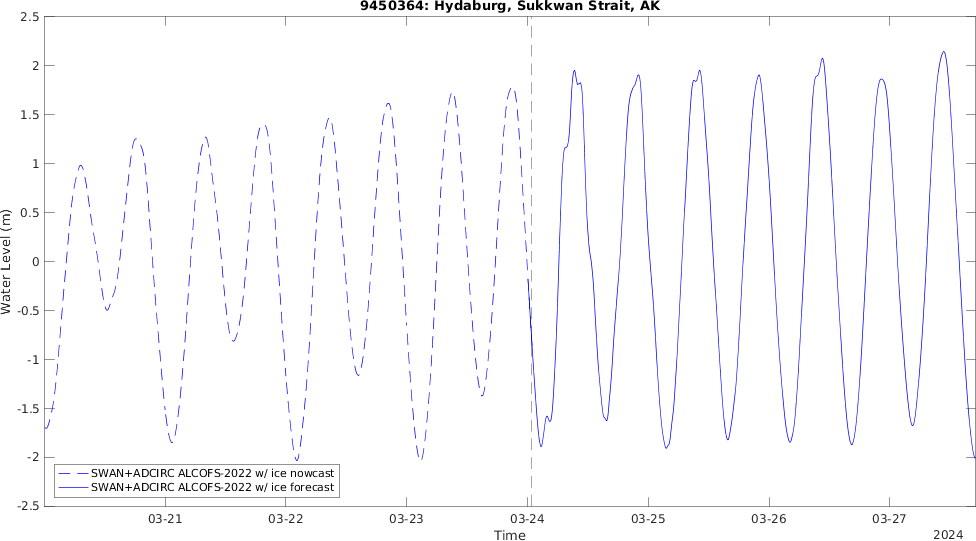 9450364: Hydaburg, Sukkwan Strait, AK
Water Level (m)
2.5
2
1.5
1
0.5
0
-0.5
-1
-1.5
-2
-2.5
SWAN+ADCIRC ALCOFS-2022 w/ ice nowcast
SWAN+ADCIRC ALCOFS-2022 w/ ice forecast
03-21 03-22 03-23 03-24 03-25 03-26 03-27
Time
2024